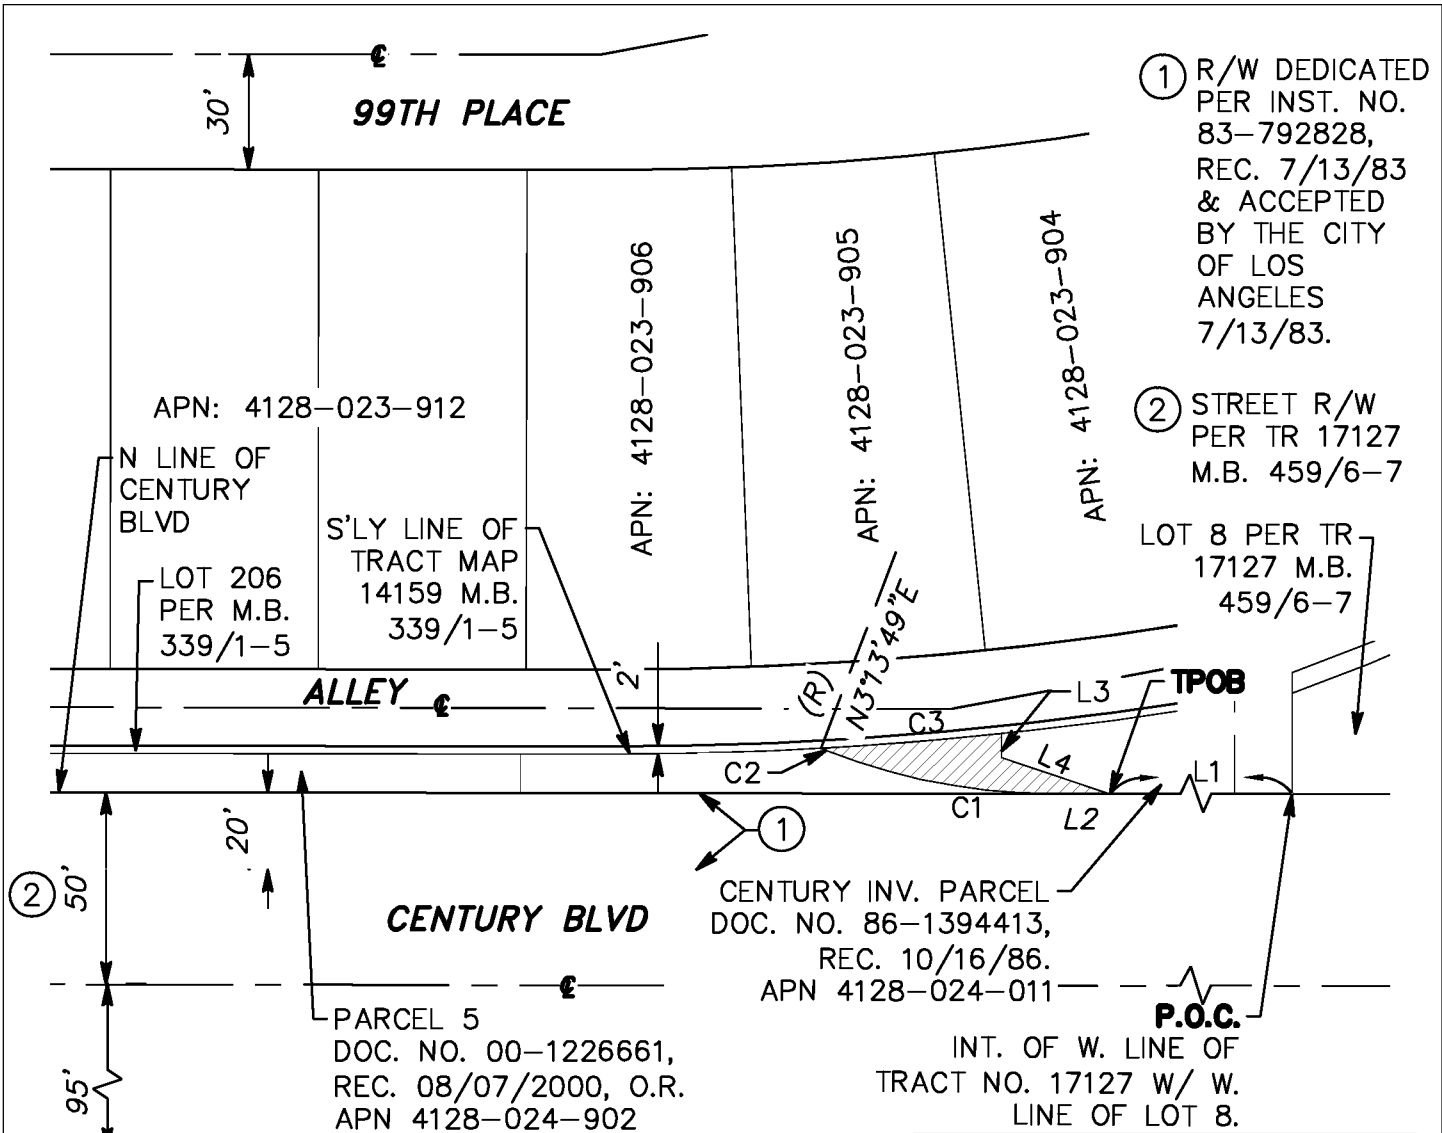 ℄
30'
99TH PLACE
1 R/W DEDICATED
PER INST. NO.
83-792828,
REC. 7/13/83
& ACCEPTED
BY THE CITY
OF LOS
ANGELES
7/13/83.
2 STREET R/W
PER TR 17127
M.B. 459/6-7
LOT 8 PER TR
17127 M.B.
459/6-7
APN: 4128-023-912
APN: 4128-023-906
APN: 4128-023-905
APN: 4128-023-904
N LINE OF
CENTURY
BLVD
LOT 206
PER M.B.
339/1-5
S'LY LINE OF
TRACT MAP
14159 M.B.
339/1-5
ALLEY
℄
2'
(R)
N3°13'49"E
C3
L3
TPOB
C2
L4
L1
C1
L2
20'
1
2
50'
CENTURY BLVD
℄
CENTURY INV. PARCEL
DOC. NO. 86-1394413,
REC. 10/16/86.
APN 4128-024-011
P.O.C.
INT. OF W. LINE OF
TRACT NO. 17127 W/ W.
LINE OF LOT 8.
PARCEL 5
DOC. NO. 00-1226661,
REC. 08/07/2000, O.R.
APN 4128-024-902
95'